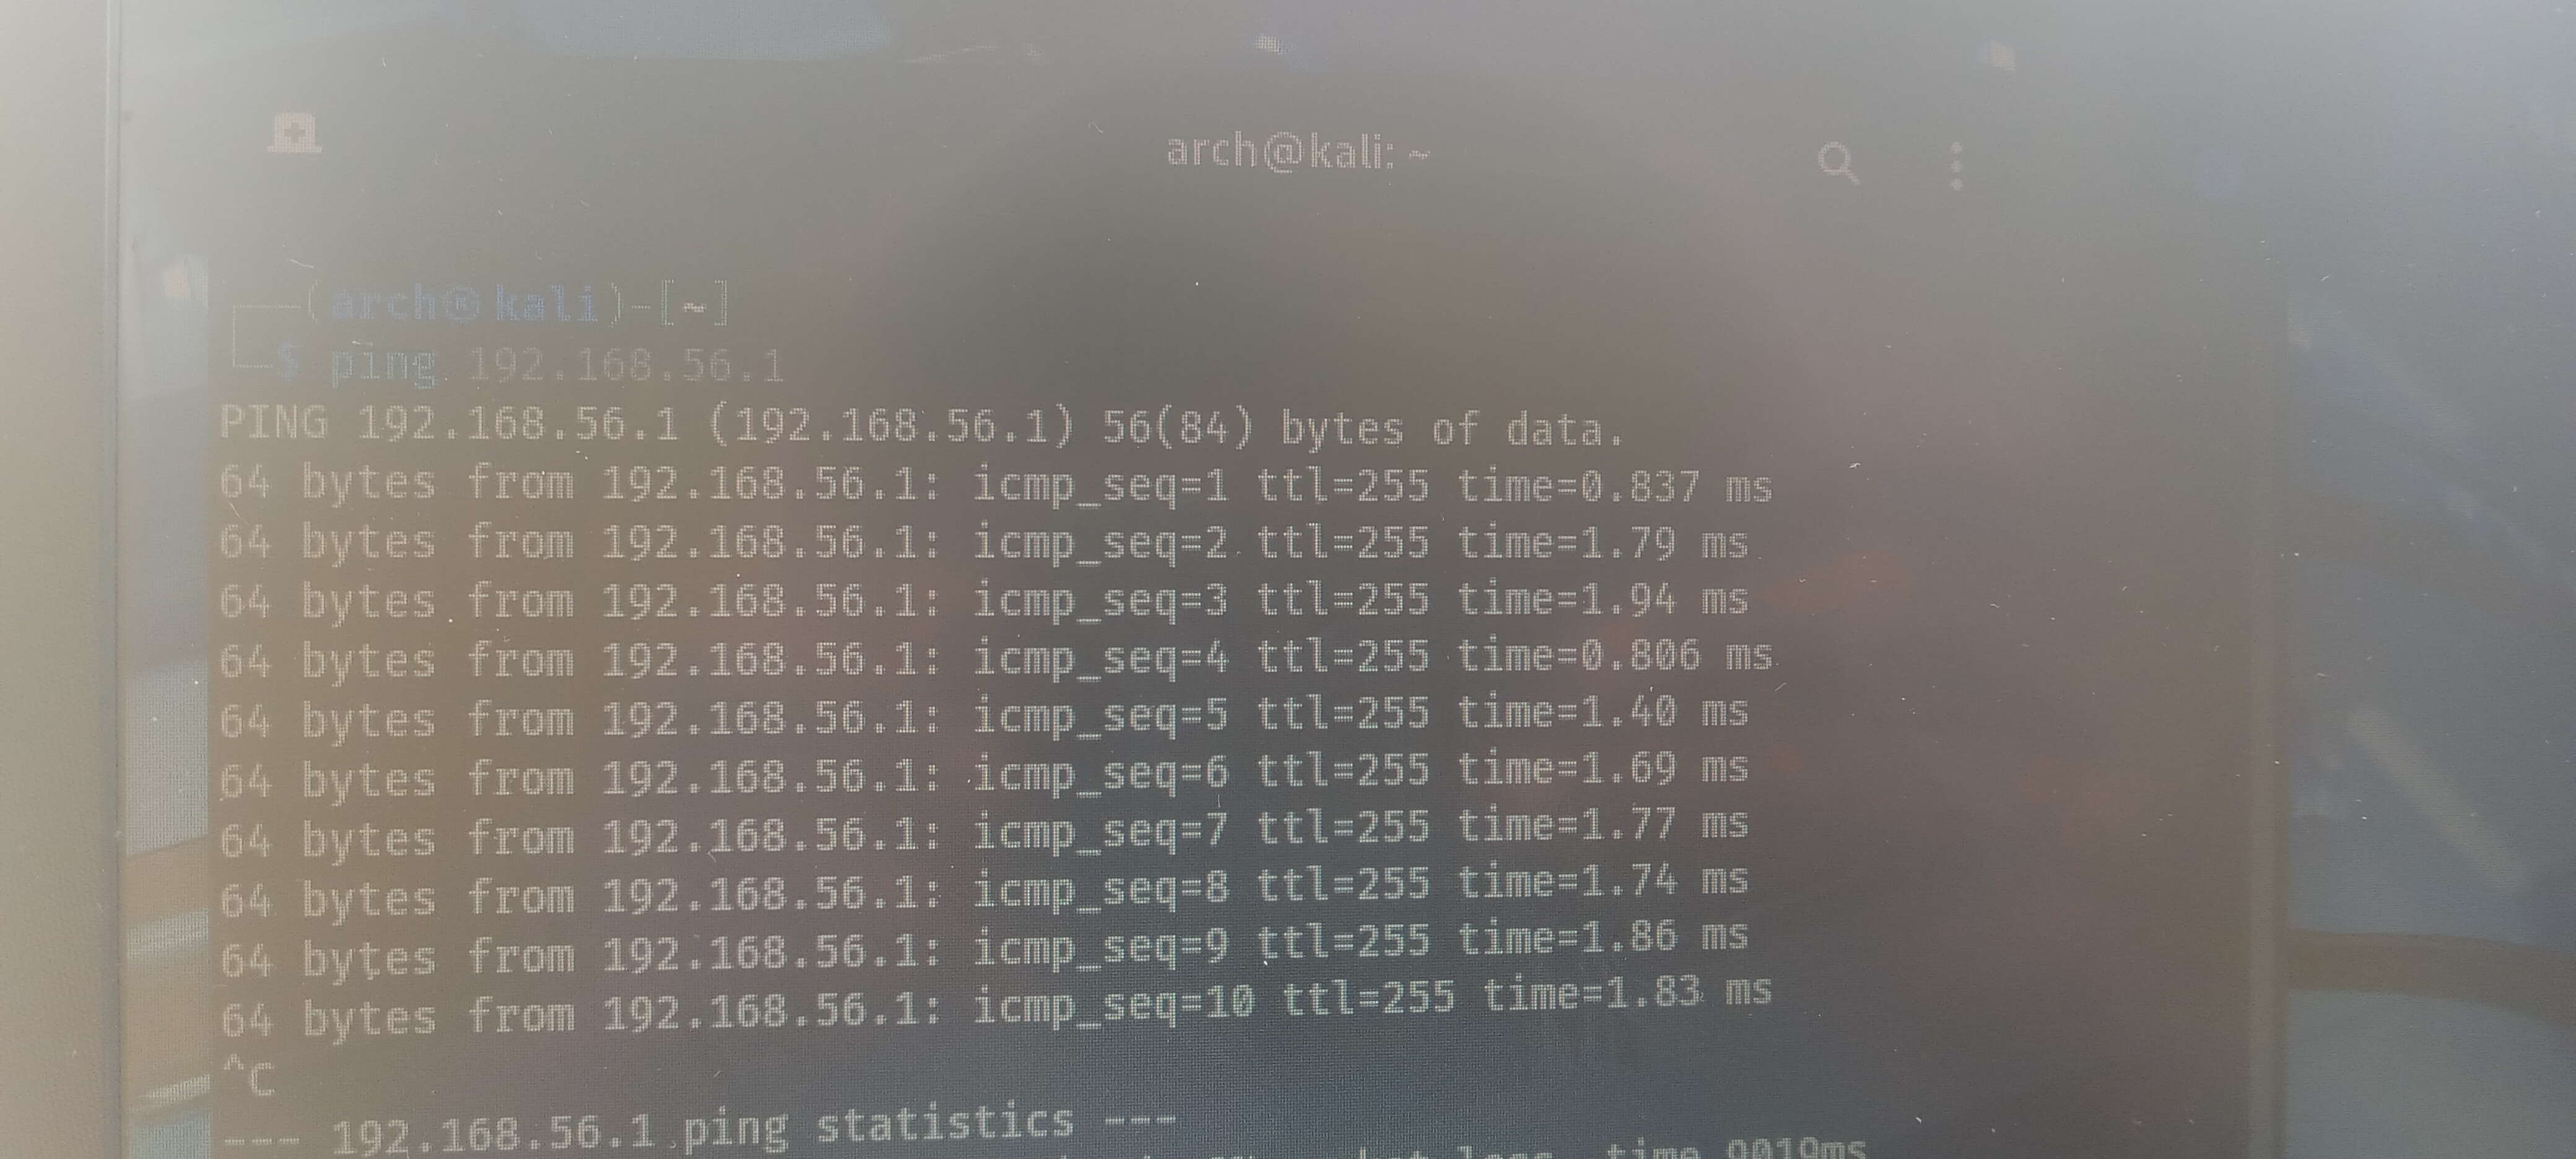 arch@kali: ~
(arch㉿kali)-[~]
$ ping 192.168.56.1
PING 192.168.56.1 (192.168.56.1) 56(84) bytes of data.
64 bytes from 192.168.56.1: icmp_seq=1 ttl=255 time=0.837 ms
64 bytes from 192.168.56.1: icmp_seq=2 ttl=255 time=1.79 ms
64 bytes from 192.168.56.1: icmp_seq=3 ttl=255 time=1.94 ms
64 bytes from 192.168.56.1: icmp_seq=4 ttl=255 time=0.806 ms
64 bytes from 192.168.56.1: icmp_seq=5 ttl=255 time=1.40 ms
64 bytes from 192.168.56.1: icmp_seq=6 ttl=255 time=1.69 ms
64 bytes from 192.168.56.1: icmp_seq=7 ttl=255 time=1.77 ms
64 bytes from 192.168.56.1: icmp_seq=8 ttl=255 time=1.74 ms
64 bytes from 192.168.56.1: icmp_seq=9 ttl=255 time=1.86 ms
64 bytes from 192.168.56.1: icmp_seq=10 ttl=255 time=1.83 ms
^C
--- 192.168.56.1 ping statistics ---
loss, time 9019ms